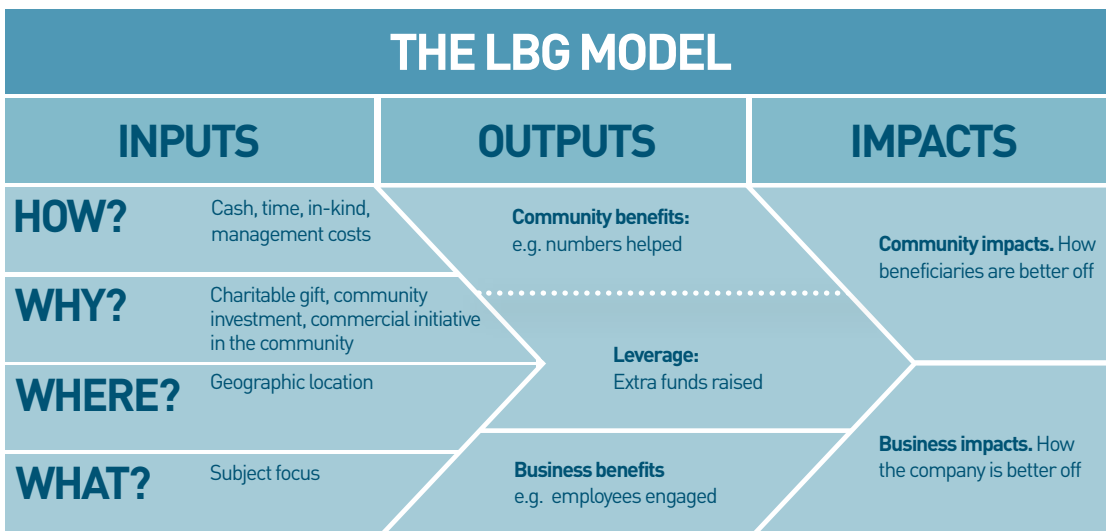 THE LBG MODEL
INPUTS
OUTPUTS
IMPACTS
HOW?
Cash, time, in-kind,
management costs
WHY?
Charitable gift, community
investment, commercial initiative
in the community
WHERE?
Geographic location
WHAT?
Subject focus
Community benefits:
e.g. numbers helped
Leverage:
Extra funds raised
Business benefits
e.g. employees engaged
Community impacts. How
beneficiaries are better off
Business impacts. How
the company is better off